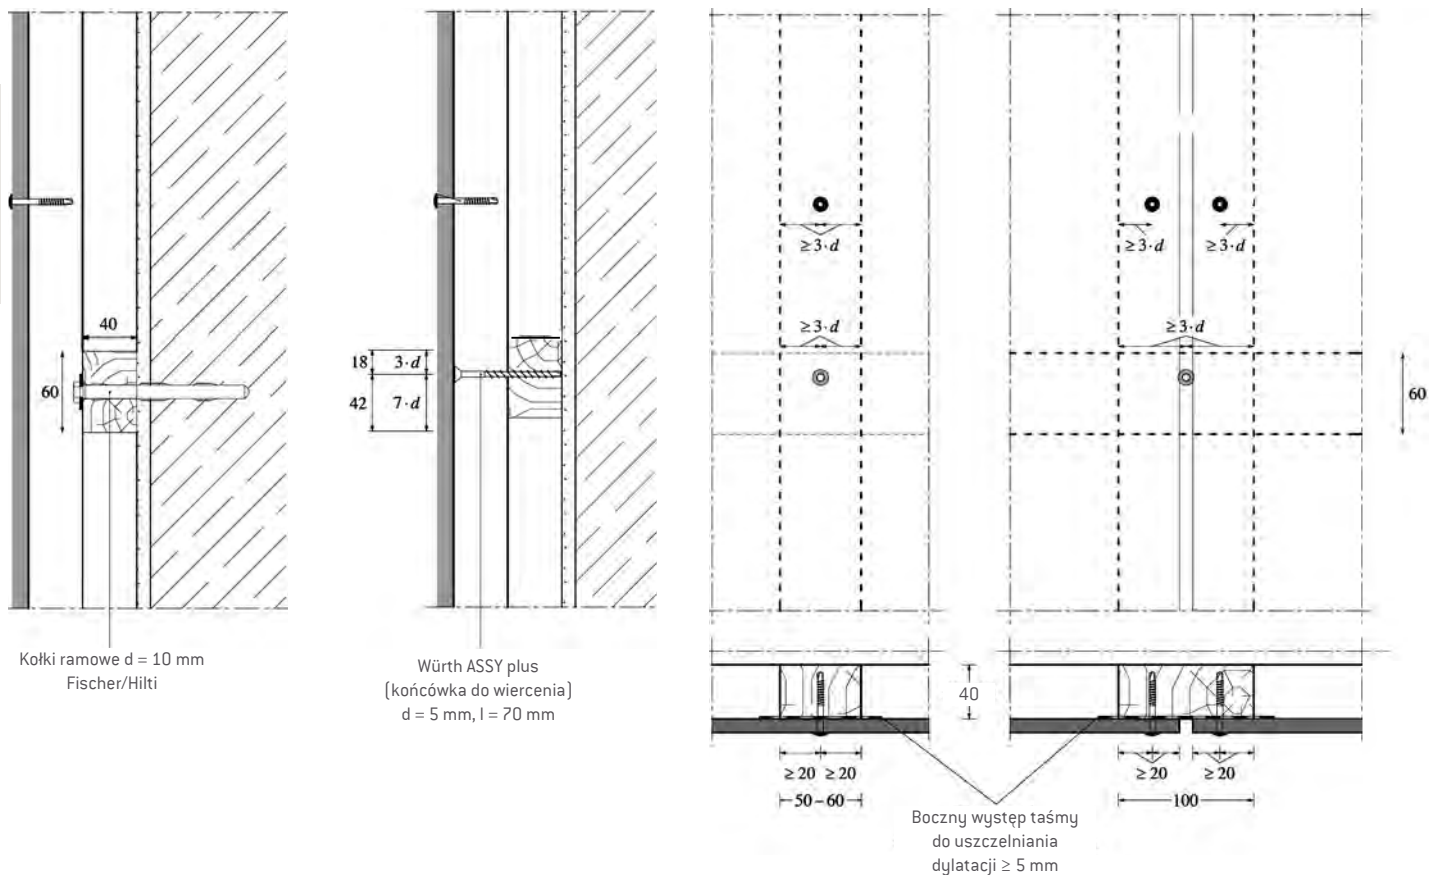 40
60
Kołki ramowe d = 10 mm
Fischer/Hilti
18
3·d
42
7·d
Würth ASSY plus
(końcówka do wiercenia)
d = 5 mm, l = 70 mm
≥ 3·d
≥ 3·d
≥ 3·d
≥ 3·d
≥ 3·d
60
40
≥ 20
≥ 20
50 – 60
≥ 20
≥ 20
100
Boczny występ taśmy
do uszczelniania
dylatacji ≥ 5 mm